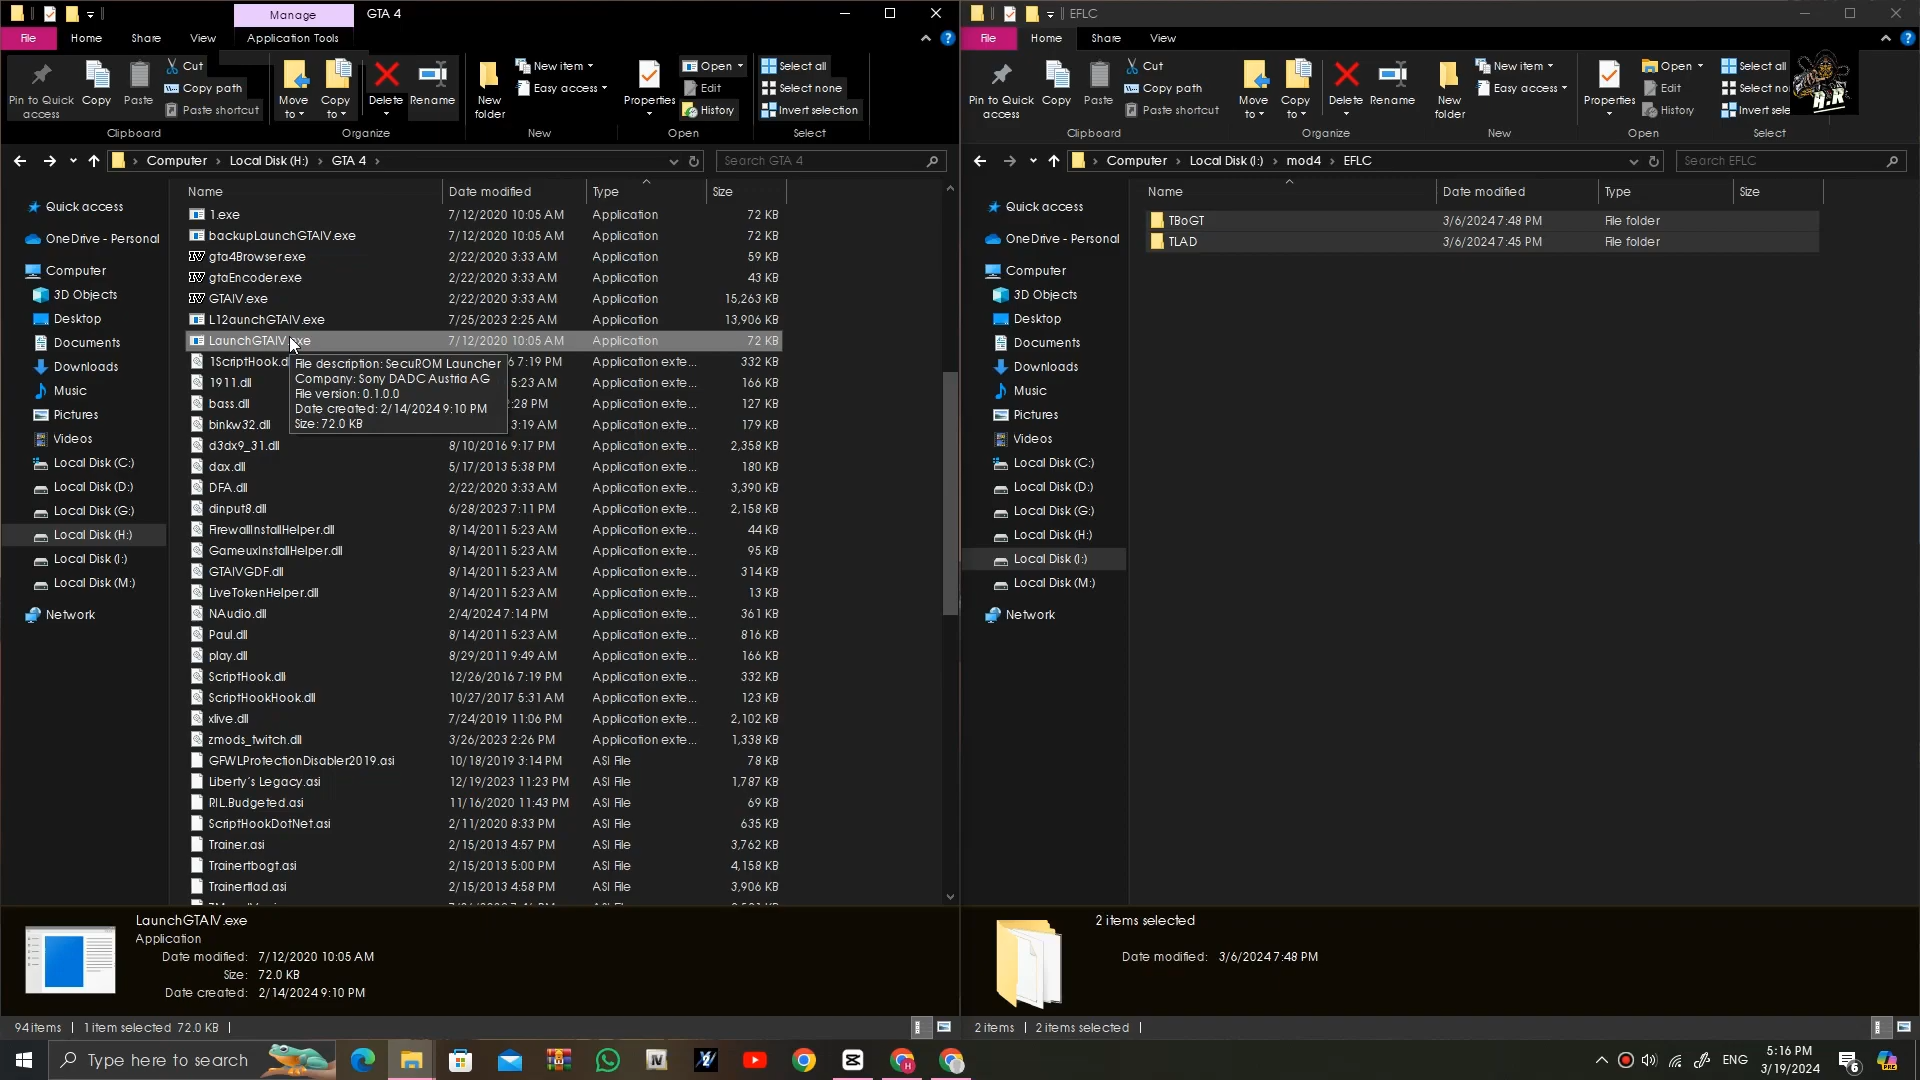 Manage
GTA 4
File
Home
Share
View
Application Tools
Pin to Quick access
Copy
Paste
Cut
Copy path
Paste shortcut
Move to
Copy to
Delete
Rename
New folder
New item
Easy access
Properties
Open
Edit
History
Select all
Select none
Invert selection
Clipboard
Organize
New
Open
Select
Computer
Local Disk (H:)
GTA 4
Search GTA 4
Quick access
OneDrive - Personal
Computer
3D Objects
Desktop
Documents
Downloads
Music
Pictures
Videos
Local Disk (C:)
Local Disk (D:)
Local Disk (G:)
Local Disk (H:)
Local Disk (I:)
Local Disk (M:)
Network
Name Date modified Type Size
1.exe 7/12/2020 10:05 AM Application 72 KB
backupLaunchGTAIV.exe 7/12/2020 10:05 AM Application 72 KB
gta4Browser.exe 2/22/2020 3:33 AM Application 59 KB
gtaEncoder.exe 2/22/2020 3:33 AM Application 43 KB
GTAIV.exe 2/22/2020 3:33 AM Application 15,263 KB
L12aunchGTAIV.exe 7/25/2023 2:25 AM Application 13,906 KB
LaunchGTAIV.exe 7/12/2020 10:05 AM Application 72 KB
1ScriptHook.d 6 7:19 PM Application exte... 332 KB
1911.dll 5:23 AM Application exte... 166 KB
bass.dll 2:28 PM Application exte... 127 KB
binkw32.dll 3:19 AM Application exte... 179 KB
File description: SecuROM Launcher
Company: Sony DADC Austria AG
File version: 0.1.0.0
Date created: 2/14/2024 9:10 PM
Size: 72.0 KB
d3dx9_31.dll 8/10/2016 9:17 PM Application exte... 2,358 KB
dax.dll 5/17/2013 5:38 PM Application exte... 180 KB
DFA.dll 2/22/2020 3:33 AM Application exte... 3,390 KB
dinput8.dll 6/28/2023 7:11 PM Application exte... 2,158 KB
FirewallInstallHelper.dll 8/14/2011 5:23 AM Application exte... 44 KB
GameuxInstallHelper.dll 8/14/2011 5:23 AM Application exte... 95 KB
GTAIVGDF.dll 8/14/2011 5:23 AM Application exte... 314 KB
LiveTokenHelper.dll 8/14/2011 5:23 AM Application exte... 13 KB
NAudio.dll 2/4/2024 7:14 PM Application exte... 361 KB
Paul.dll 8/14/2011 5:23 AM Application exte... 816 KB
play.dll 8/29/2011 9:49 AM Application exte... 166 KB
ScriptHook.dll 12/26/2016 7:19 PM Application exte... 332 KB
ScriptHookHook.dll 10/27/2017 5:31 AM Application exte... 123 KB
xlive.dll 7/24/2019 11:06 PM Application exte... 2,102 KB
zmods_twitch.dll 3/26/2023 2:26 PM Application exte... 1,338 KB
GFWLProtectionDisabler2019.asi 10/18/2019 3:14 PM ASI File 78 KB
Liberty's Legacy.asi 12/19/2023 11:23 PM ASI File 1,787 KB
RIL.Budgeted.asi 11/16/2020 11:43 PM ASI File 69 KB
ScriptHookDotNet.asi 2/11/2020 8:33 PM ASI File 635 KB
Trainer.asi 2/15/2013 4:57 PM ASI File 3,762 KB
Trainertbogt.asi 2/15/2013 5:00 PM ASI File 4,158 KB
Trainertlad.asi 2/15/2013 4:58 PM ASI File 3,906 KB
LaunchGTAIV.exe
Application
Date modified: 7/12/2020 10:05 AM
Size: 72.0 KB
Date created: 2/14/2024 9:10 PM
94 items 1 item selected 72.0 KB
EFLC
File
Home
Share
View
Pin to Quick access
Copy
Paste
Cut
Copy path
Paste shortcut
Move to
Copy to
Delete
Rename
New folder
New item
Easy access
Properties
Open
Edit
History
Select all
Select no
Invert sele
A.R
Clipboard
Organize
New
Open
Select
Computer
Local Disk (I:)
mod4
EFLC
Search EFLC
Quick access
OneDrive - Personal
Computer
3D Objects
Desktop
Documents
Downloads
Music
Pictures
Videos
Local Disk (C:)
Local Disk (D:)
Local Disk (G:)
Local Disk (H:)
Local Disk (I:)
Local Disk (M:)
Network
Name Date modified Type Size
TBoGT 3/6/2024 7:48 PM File folder
TLAD 3/6/2024 7:45 PM File folder
2 items selected
Date modified: 3/6/2024 7:48 PM
2 items 2 items selected
Type here to search
IV
H
ENG
5:16 PM
3/19/2024
6
PRE